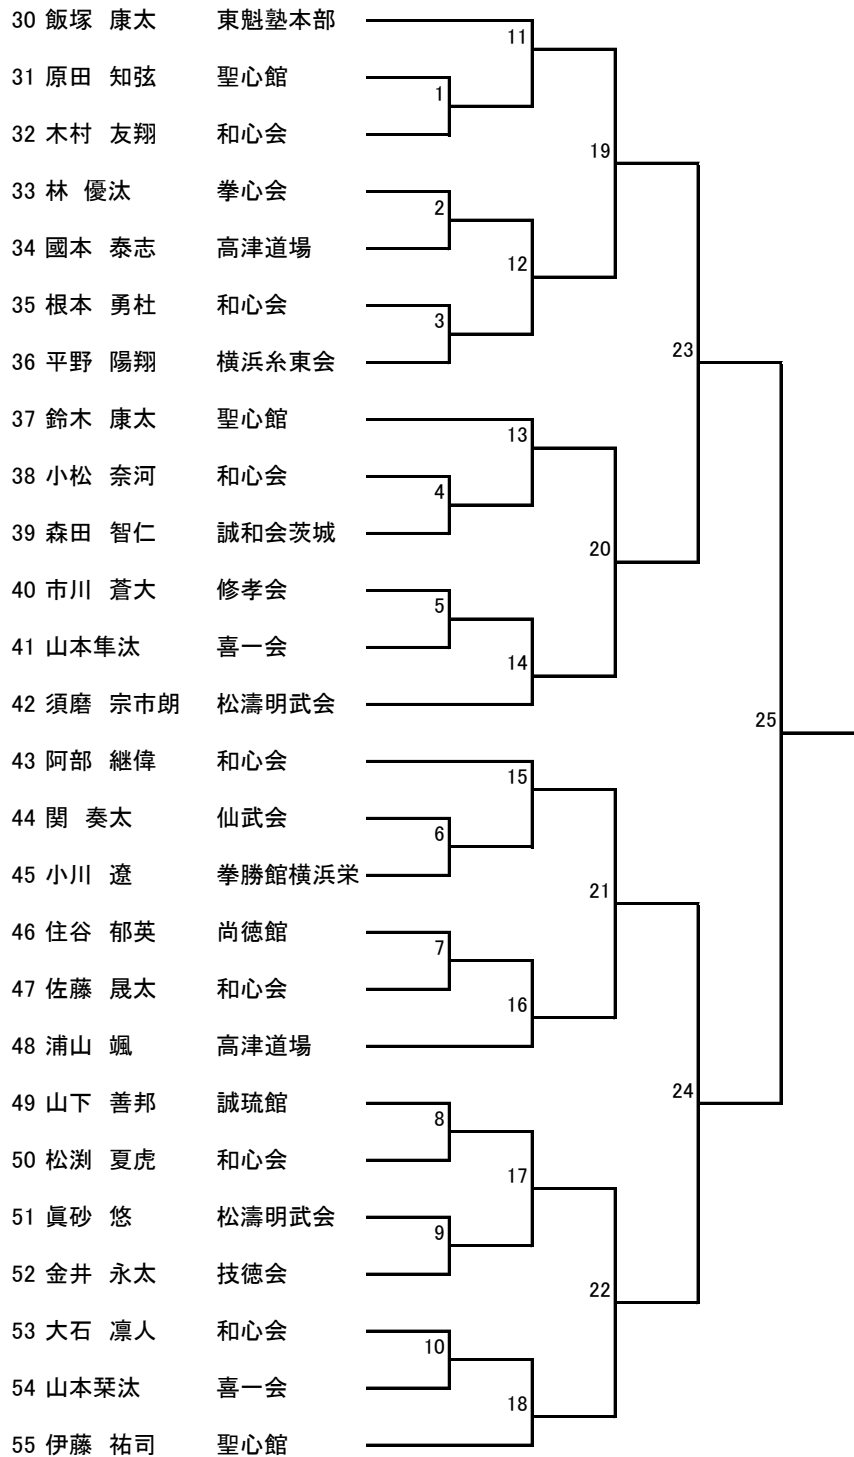 30 飯塚 康太 東魁塾本部
11
31 原田 知弦 聖心館
1
32 木村 友翔 和心会
19
33 林 優汰 拳心会
2
34 國本 泰志 高津道場
12
35 根本 勇杜 和心会
3
36 平野 陽翔 横浜糸東会
23
37 鈴木 康太 聖心館
13
38 小松 奈河 和心会
4
39 森田 智仁 誠和会茨城
20
40 市川 蒼大 修孝会
5
41 山本隼汰 喜一会
14
42 須磨 宗市朗 松濤明武会
25
43 阿部 継偉 和心会
15
44 関 奏太 仙武会
6
45 小川 遼 拳勝館横浜栄
21
46 住谷 郁英 尚徳館
7
47 佐藤 晟太 和心会
16
48 浦山 颯 高津道場
24
49 山下 善邦 誠琉館
8
50 松渕 夏虎 和心会
17
51 眞砂 悠 松濤明武会
9
52 金井 永太 技徳会
22
53 大石 凛人 和心会
10
54 山本栞汰 喜一会
18
55 伊藤 祐司 聖心館